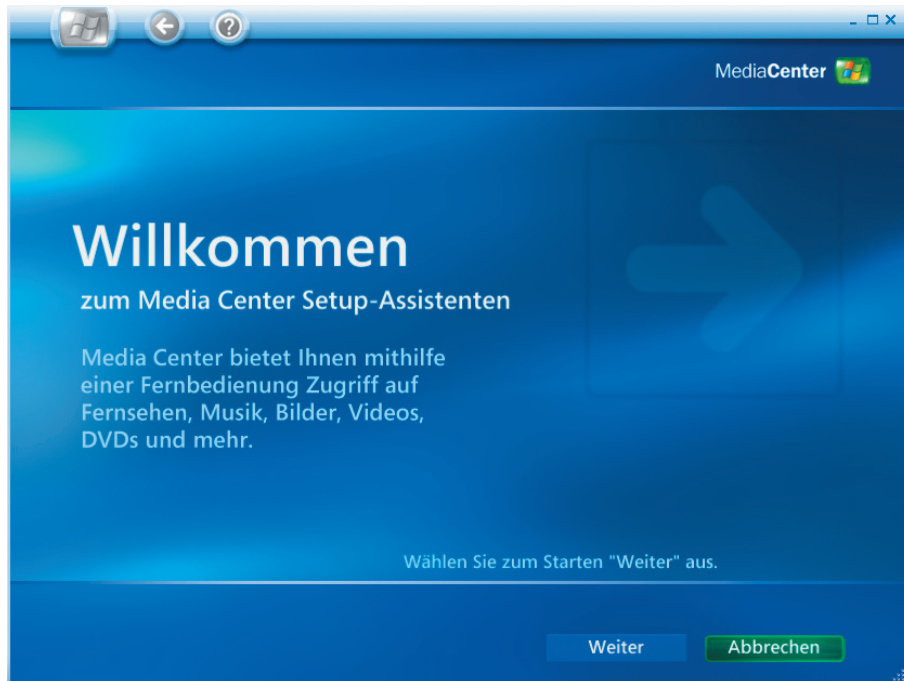 MediaCenter
Willkommen
zum Media Center Setup-Assistenten
Media Center bietet Ihnen mithilfe
einer Fernbedienung Zugriff auf
Fernsehen, Musik, Bilder, Videos,
DVDs und mehr.
Wählen Sie zum Starten "Weiter" aus.
Weiter
Abbrechen